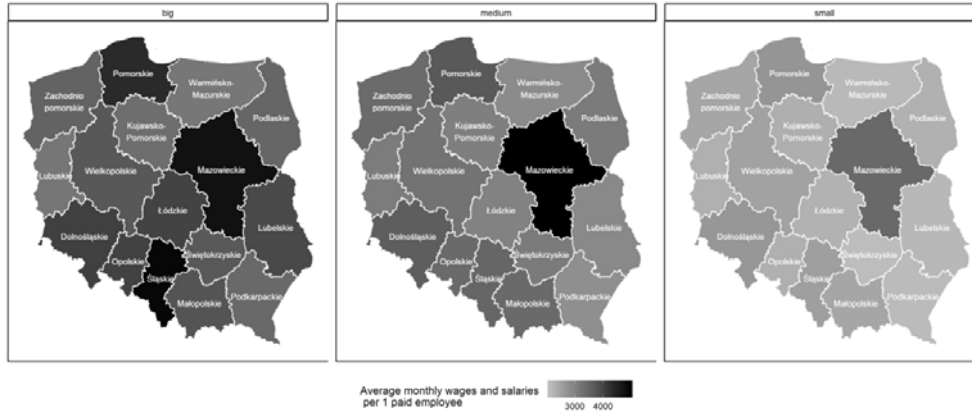 big
medium
small
Pomorskie
Zachodnio
pomorskie
Warmińsko-
Mazurskie
Podlaskie
Kujawsko-
Pomorskie
Mazowieckie
Lubuskie
Wielkopolskie
Łódzkie
Lubelskie
Dolnośląskie
Opolskie
Śląskie
Świętokrzyskie
Małopolskie
Podkarpackie
Pomorskie
Zachodnio
pomorskie
Warmińsko-
Mazurskie
Podlaskie
Kujawsko-
Pomorskie
Mazowieckie
Lubuskie
Wielkopolskie
Łódzkie
Lubelskie
Dolnośląskie
Opolskie
Śląskie
Świętokrzyskie
Małopolskie
Podkarpackie
Pomorskie
Zachodnio
pomorskie
Warmińsko-
Mazurskie
Podlaskie
Kujawsko-
Pomorskie
Mazowieckie
Lubuskie
Wielkopolskie
Łódzkie
Lubelskie
Dolnośląskie
Opolskie
Śląskie
Świętokrzyskie
Małopolskie
Podkarpackie
Average monthly wages and salaries
per 1 paid employee
3000 4000